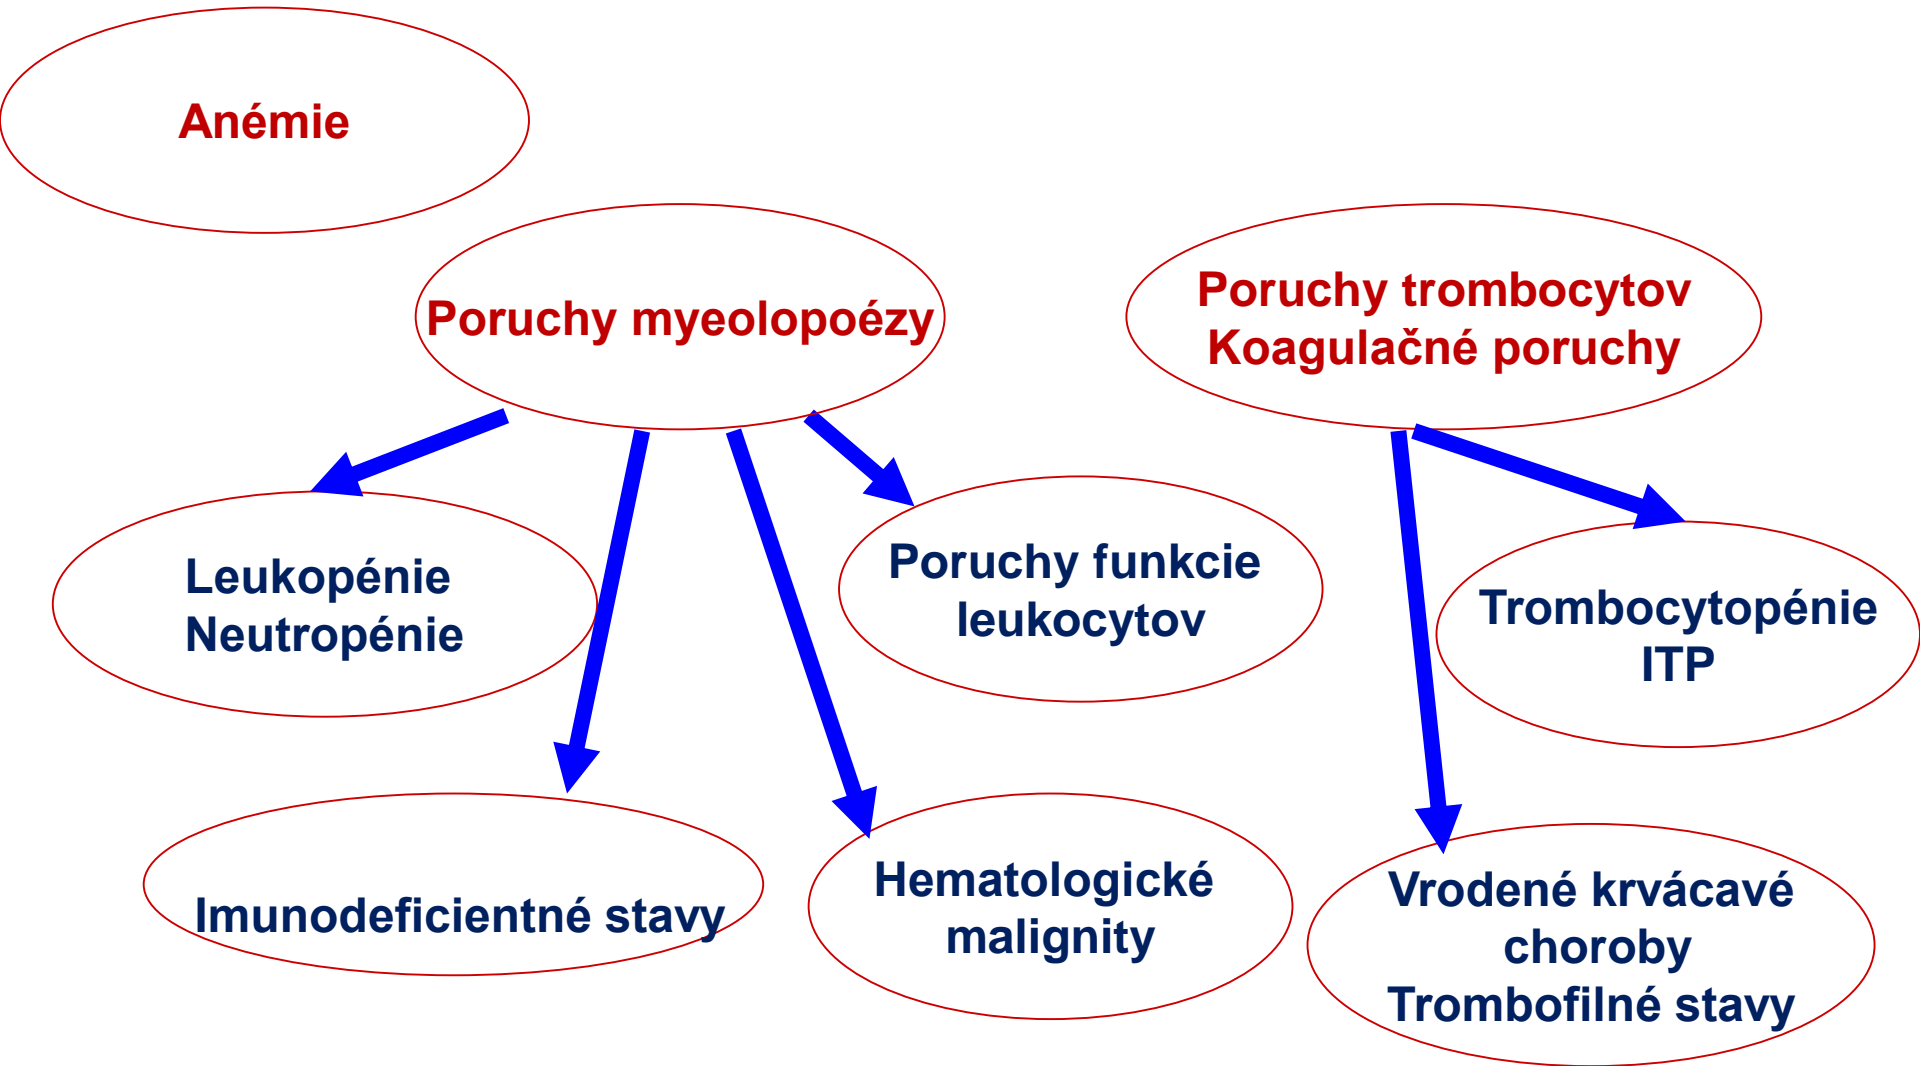 Anémie
Poruchy myeolopoézy
Poruchy trombocytov
Koagulačné poruchy
Leukopénie
Neutropénie
Poruchy funkcie
leukocytov
Trombocytopénie
ITP
Imunodeficientné stavy
Hematologické
malignity
Vrodené krvácavé
choroby
Trombofilné stavy